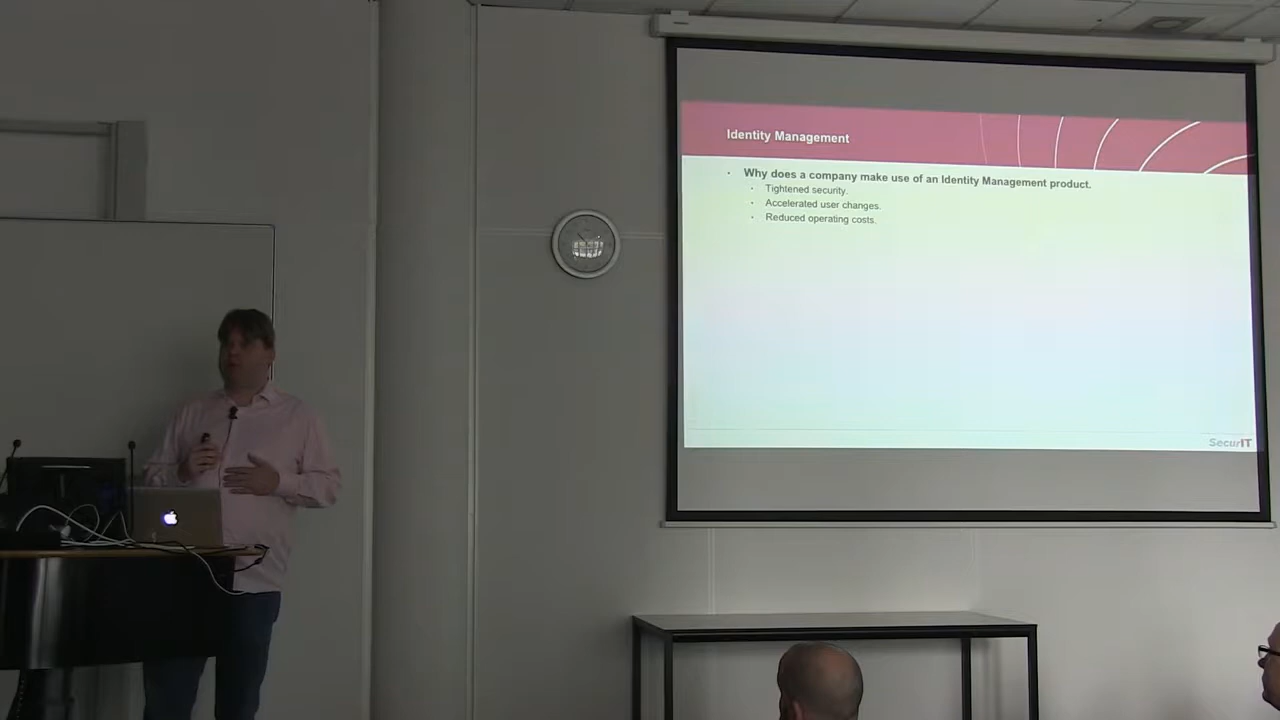 Identity Management
Why does a company make use of an Identity Management product.
Tightened security.
Accelerated user changes.
Reduced operating costs.
SecurIT